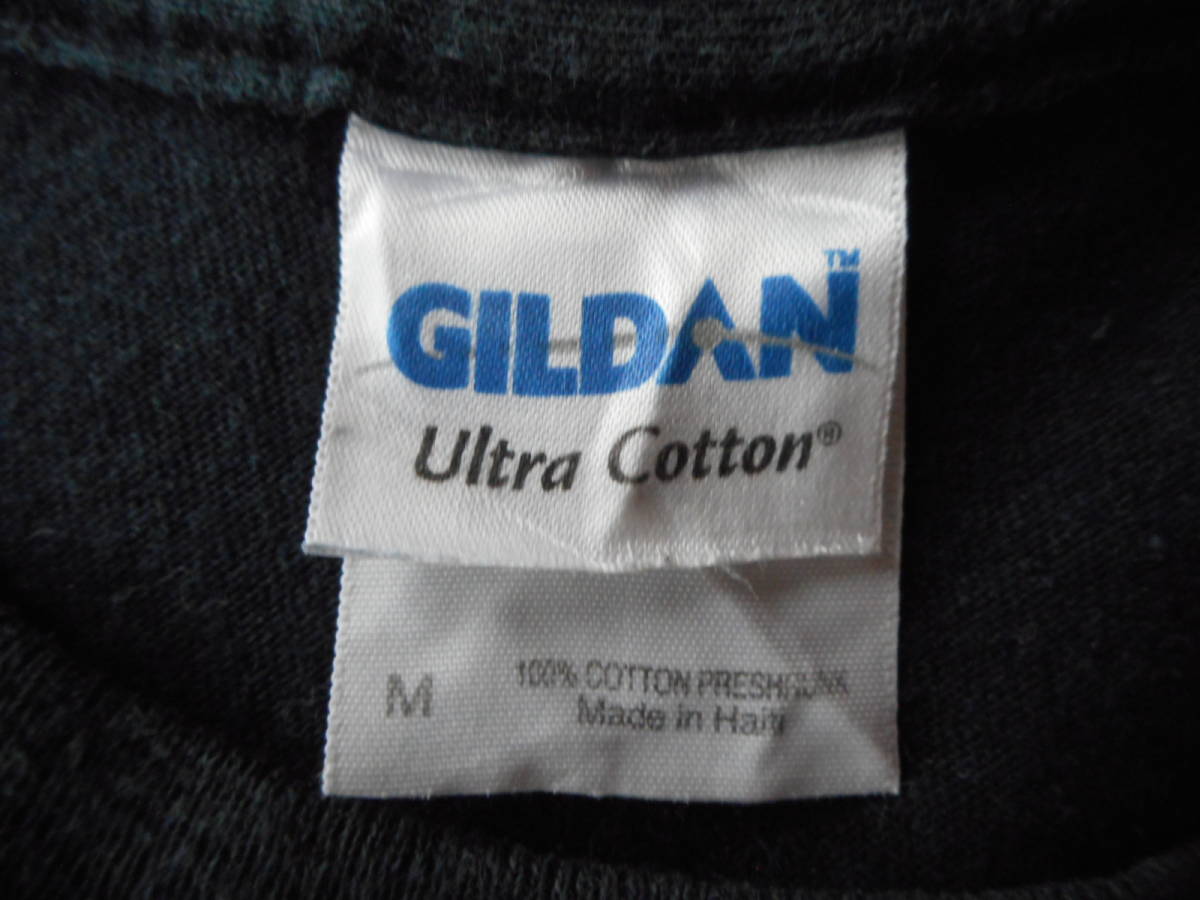 GILDAN™
Ultra Cotton®
M
100% COTTON PRESHRUNK
Made in Haiti